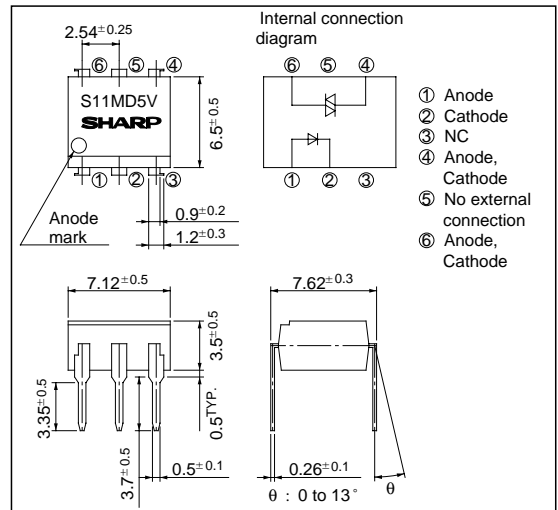 Internal connection
diagram
2.54±0.25
⑥ ⑤ ④
S11MD5V
SHARP
① ② ③
6.5±0.5
Anode
mark
0.9±0.2
1.2±0.3
⑥ ⑤ ④
① ② ③
① Anode
② Cathode
③ NC
④ Anode,
Cathode
⑤ No external
connection
⑥ Anode,
Cathode
7.12±0.5
3.5±0.5
3.35±0.5
0.5TYP.
3.7±0.5
0.5±0.1
7.62±0.3
0.26±0.1
θ
θ : 0 to 13°